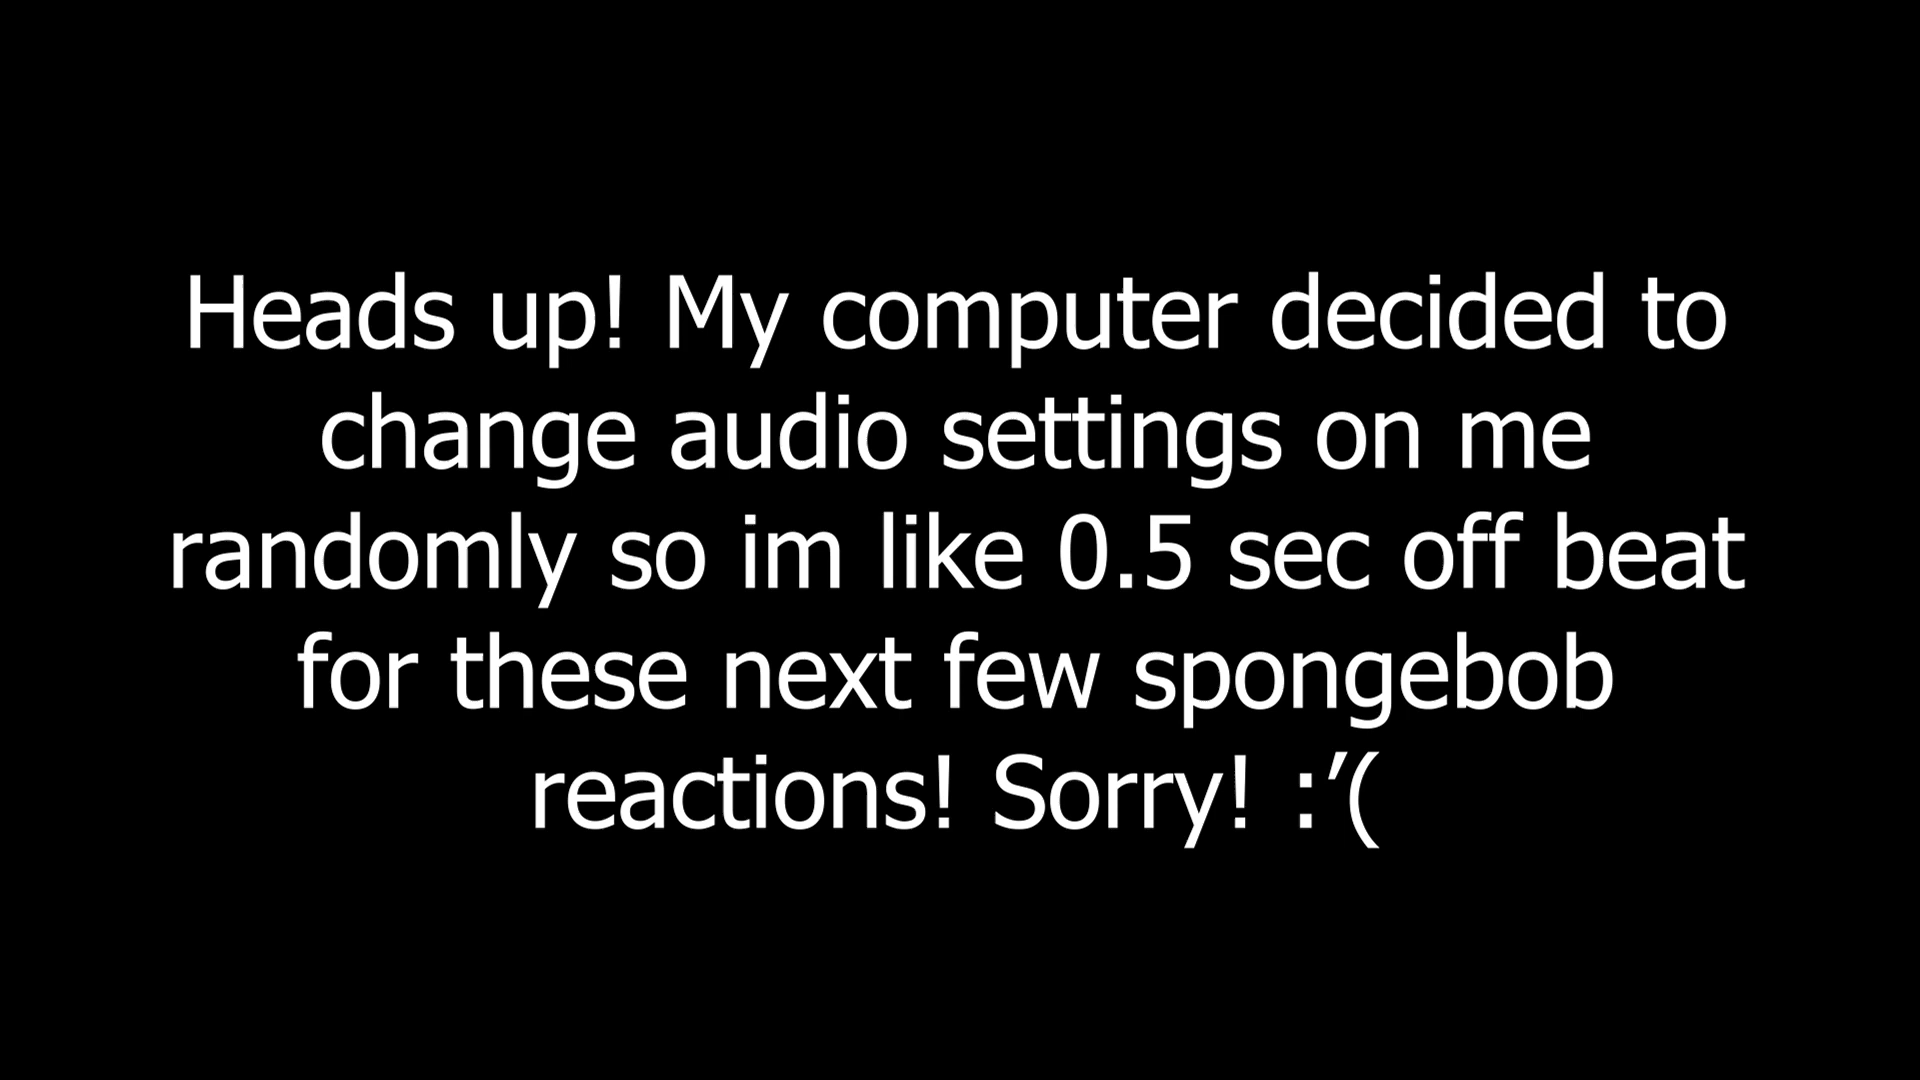 Heads up! My computer decided to
change audio settings on me
randomly so im like 0.5 sec off beat
for these next few spongebob
reactions! Sorry! :’(